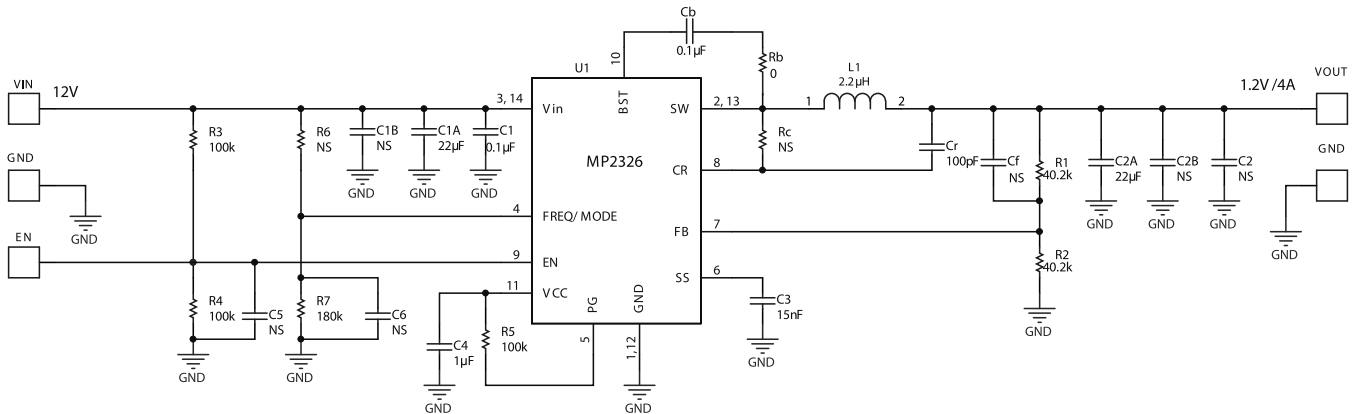 Cb
0.1μF
Rb
0
U1
10
BST
L1
2.2μH
VIN
12V
3, 14
Vin
SW
2, 13
1
2
1.2V /4A
VOUT
R3
100k
R6
NS
C1B
NS
C1A
22μF
C1
0.1μF
GND
GND
GND
MP2326
Rc
NS
CR
8
Cr
100pF
Cf
NS
R1
40.2k
C2A
22μF
C2B
NS
C2
NS
GND
GND
GND
GND
GND
GND
4
FREQ/ MODE
FB
7
GND
EN
9
EN
R2
40.2k
SS
6
11
VCC
PG
GND
C3
15nF
R4
100k
C5
NS
R7
180k
C6
NS
C4
1μF
R5
100k
5
1,12
GND
GND
GND
GND
GND
GND